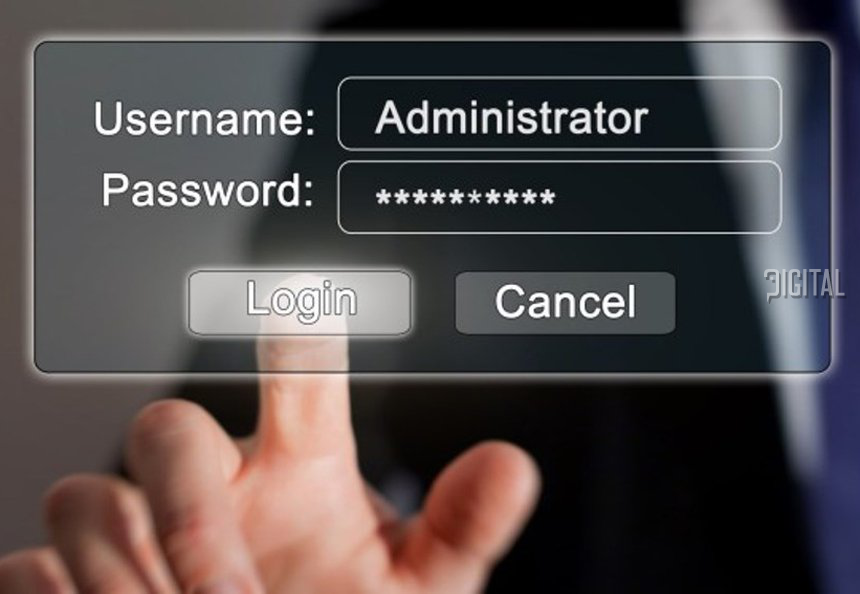 Username: Administrator
Password: **********
Login Cancel
DIGITAL